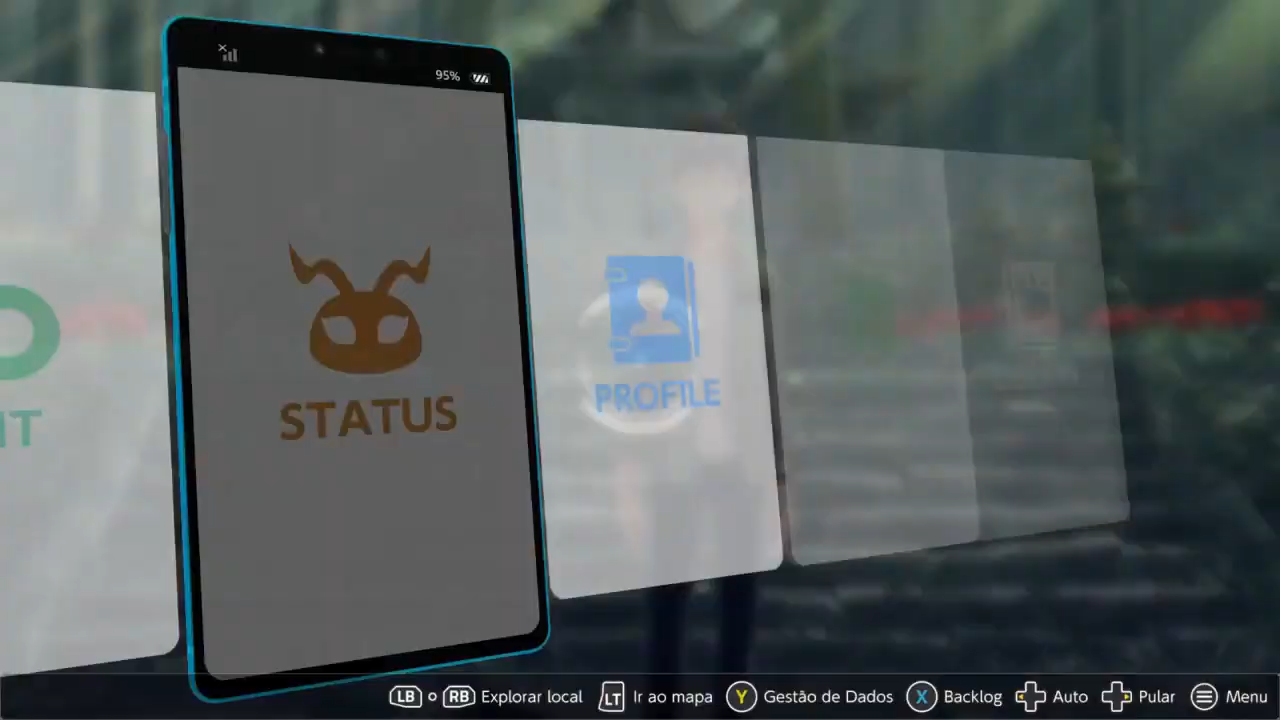 95%
STATUS
PROFILE
IT
LB o RB Explorar local LT Ir ao mapa Y Gestão de Dados X Backlog Auto Pular Menu